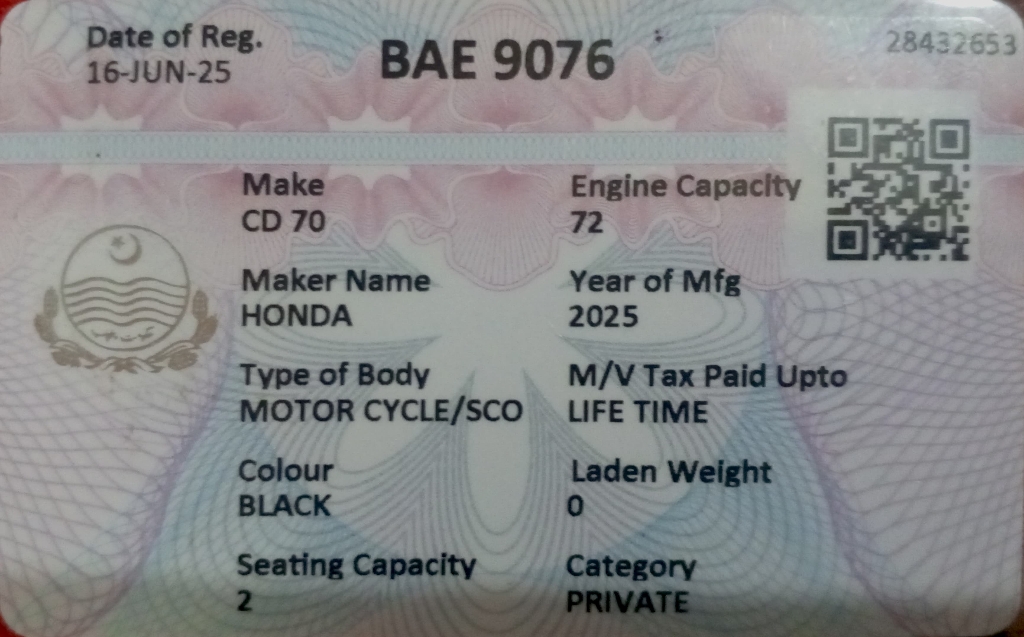 Date of Reg.
16-JUN-25
BAE 9076
28432653
Make
CD 70
Engine Capacity
72
Maker Name
HONDA
Year of Mfg
2025
Type of Body
MOTOR CYCLE/SCO
M/V Tax Paid Upto
LIFE TIME
Colour
BLACK
Laden Weight
0
Seating Capacity
2
Category
PRIVATE